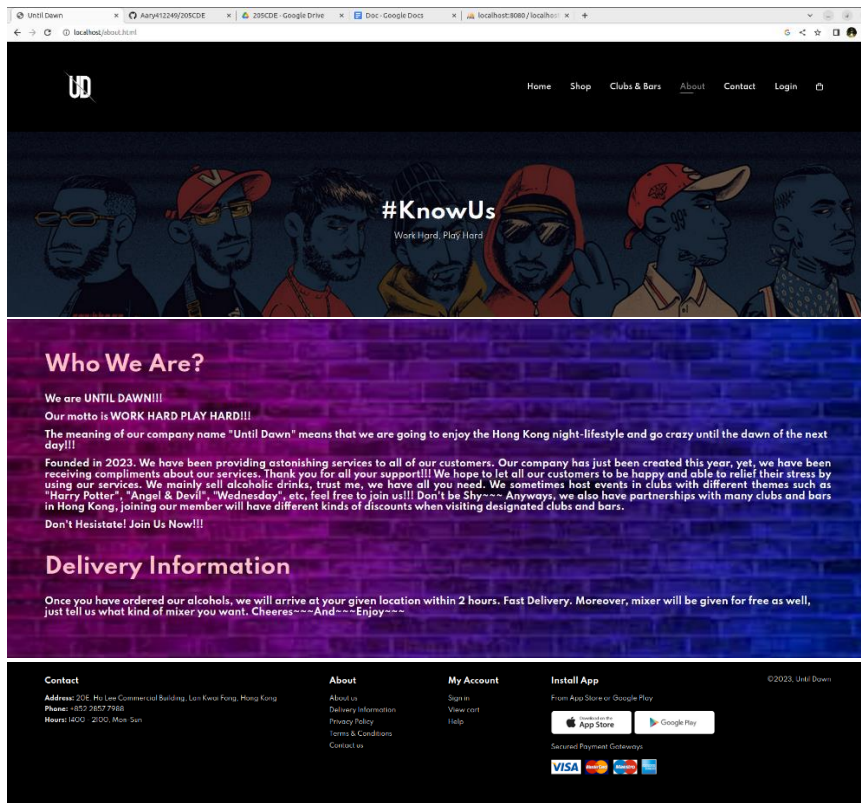 Until Dawn
Aary412249/205CDE
205CDE - Google Drive
Doc - Google Docs
localhost:8080 / localhos
localhost/about.html
UD
Home Shop Clubs & Bars About Contact Login
#KnowUs
Work Hard, Play Hard
Who We Are?
We are UNTIL DAWN!!!
Our motto is WORK HARD PLAY HARD!!!
The meaning of our company name "Until Dawn" means that we are going to enjoy the Hong Kong night-lifestyle and go crazy until the dawn of the next
day!!!
Founded in 2023. We have been providing astonishing services to all of our customers. Our company has just been created this year, yet, we have been
receiving compliments about our services. Thank you for all your support!!! We hope to let all our customers to be happy and able to relief their stress by
using our services. We mainly sell alcoholic drinks, trust me, we have all you need. We sometimes host events in clubs with different themes such as
"Harry Potter", "Angel & Devil", "Wednesday", etc, feel free to join us!!! Don't be Shy~~~ Anyways, we also have partnerships with many clubs and bars
in Hong Kong, joining our member will have different kinds of discounts when visiting designated clubs and bars.
Don't Hesistate! Join Us Now!!!
Delivery Information
Once you have ordered our alcohols, we will arrive at your given location within 2 hours. Fast Delivery. Moreover, mixer will be given for free as well,
just tell us what kind of mixer you want. Cheeres~~~And~~~Enjoy~~~
Contact
Address: 20E, Ho Lee Commercial Building, Lan Kwai Fong, Hong Kong
Phone: +852 2857 7988
Hours: 1400 - 2100, Mon-Sun
About
About us
Delivery Information
Privacy Policy
Terms & Conditions
Contact us
My Account
Sign in
View cart
Help
Install App
From App Store or Google Play
Download on the
App Store
Google Play
Secured Payment Gateways
VISA MasterCard Maestro
©2023, Until Dawn